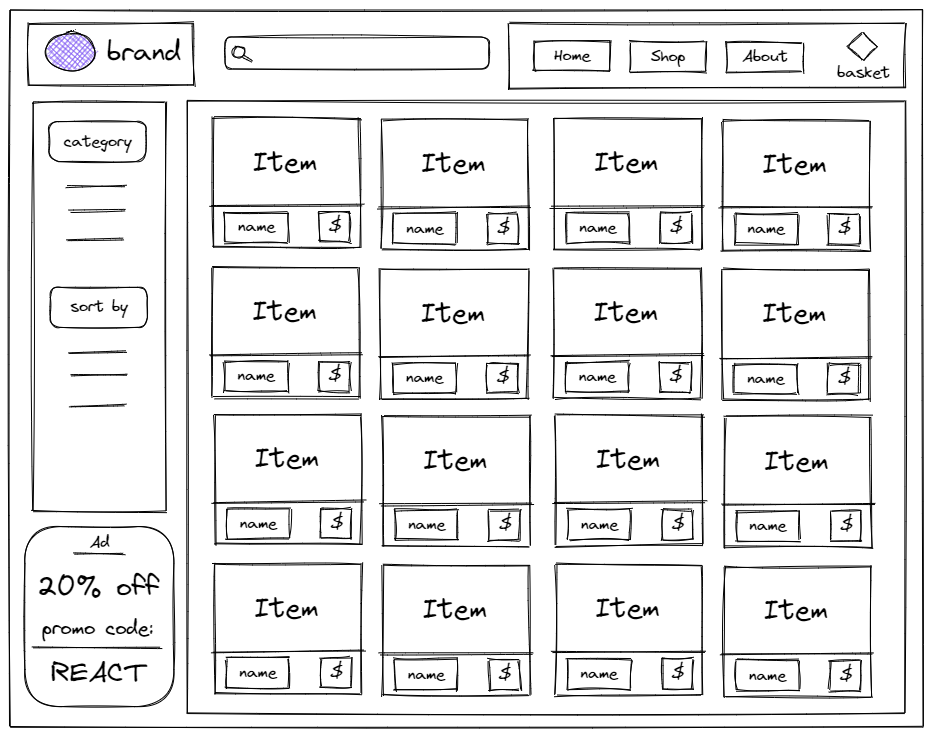 brand
Home Shop About
basket
category
sort by
Item Item Item Item
name $ name $ name $ name $
Item Item Item Item
name $ name $ name $ name $
Item Item Item Item
name $ name $ name $ name $
Item Item Item Item
name $ name $ name $ name $
Ad
20% off
promo code:
REACT